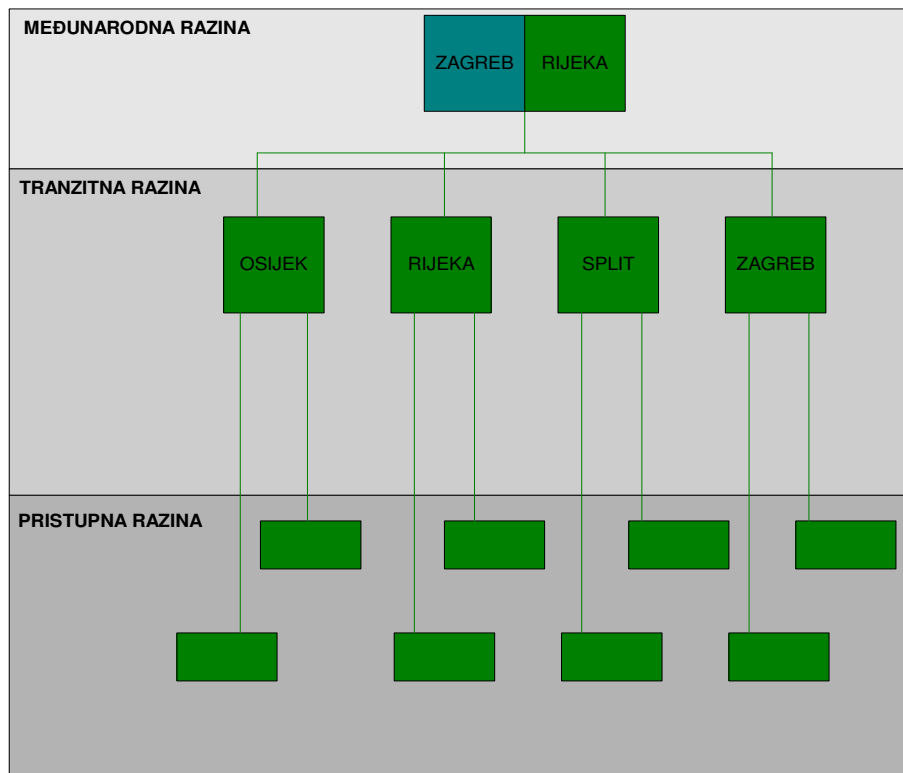 MEĐUNARODNA RAZINA
ZAGREB RIJEKA
TRANZITNA RAZINA
OSIJEK RIJEKA SPLIT ZAGREB
PRISTUPNA RAZINA